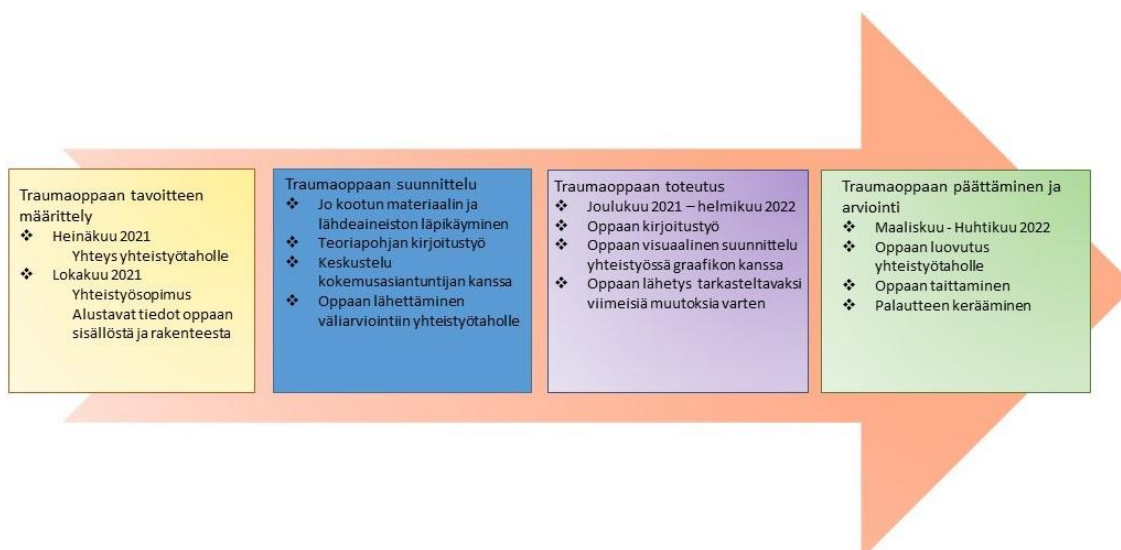 Traumaoppaan tavoitteen
määrittely
❖ Heinäkuu 2021
Yhteys yhteistyötaholle
❖ Lokakuu 2021
Yhteistyösopimus
Alustavat tiedot oppaan
sisällöstä ja rakenteesta
Traumaoppaan suunnittelu
❖ Jo kootun materiaalin ja
lähdeaineiston läpikäyminen
❖ Teoriapohjan kirjoitustyö
❖ Keskustelu
kokemusasiantuntijan kanssa
❖ Oppaan lähettäminen
väliarviointiin yhteistyötaholle
Traumaoppaan toteutus
❖ Joulukuu 2021 – helmikuu 2022
❖ Oppaan kirjoitustyö
❖ Oppaan visuaalinen suunnittelu
yhteistyössä graafikon kanssa
❖ Oppaan lähetys tarkasteltavaksi
viimeisiä muutoksia varten
Traumaoppaan päättäminen ja
arviointi
❖ Maaliskuu - Huhtikuu 2022
❖ Oppaan luovutus
yhteistyötaholle
❖ Oppaan taittaminen
❖ Palautteen kerääminen